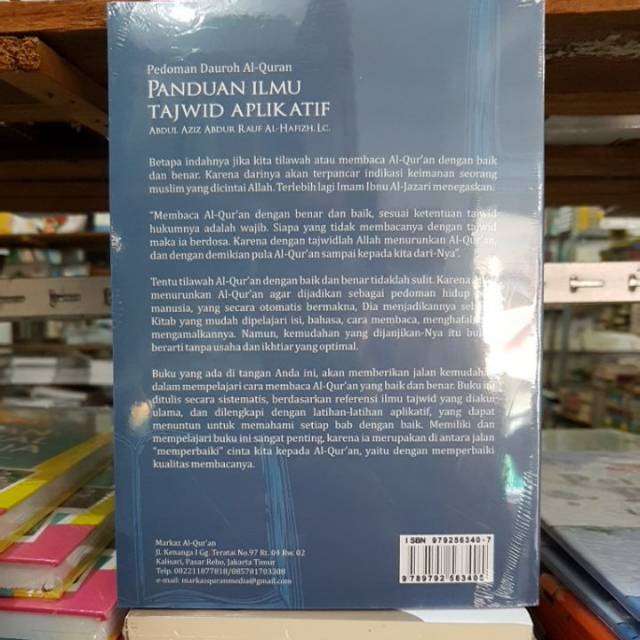 Pedoman Dauroh Al-Quran
PANDUAN ILMU
TAJWID APLIKATIF
ABDUL AZIZ ABDUR RAUF AL-HAFIZH, LC.
Betapa indahnya jika kita tilawah atau membaca Al-Qur'an dengan baik
dan benar. Karena darinya akan terpancar indikasi keimanan seorang
muslim yang dicintai Allah. Terlebih lagi Imam Ibnu Al-Jazari menegaskan:
"Membaca Al-Qur'an dengan benar dan baik, sesuai ketentuan tajwid
hukumnya adalah wajib. Siapa yang tidak membacanya dengan tajwid
maka ia berdosa. Karena dengan tajwidlah Allah menurunkan Al-Qur'an,
dan dengan demikian pula Al-Qur'an sampai kepada kita dari-Nya".
Tentu tilawah Al-Qur'an dengan baik dan benar tidaklah sulit. Karena
menurunkan Al-Qur'an agar dijadikan sebagai pedoman hidup
manusia, yang secara otomatis bermakna, Dia menjadikannya
Kitab yang mudah dipelajari isi, bahasa, cara membaca,
mengamalkannya. Namun, kemudahan yang dijanjikan-Nya itu
berarti tanpa usaha dan ikhtiar yang optimal.
Buku yang ada di tangan Anda ini, akan memberikan jalan kemudahan
dalam mempelajari cara membaca Al-Qur'an yang baik dan benar. Buku ini
ditulis secara sistematis, berdasarkan referensi ilmu tajwid yang diakui
ulama, dan dilengkapi dengan latihan-latihan aplikatif, yang dapat
menuntun untuk memahami setiap bab dengan baik. Memiliki dan
mempelajari buku ini sangat penting, karena ia merupakan di antara jalan
"memperbaiki" cinta kita kepada Al-Qur'an, yaitu dengan memperbaiki
kualitas membacanya.
Markaz Al-Qur'an
Jl. Kenanga I Gg. Teratai No.97 Rt. 04 Rw. 02
Kalisari, Pasar Rebo, Jakarta Timur
Telp. 082211877818/085781703388
e-mail: markazquranmedia@gmail.com
ISBN 979256340-7
9 789792 563405